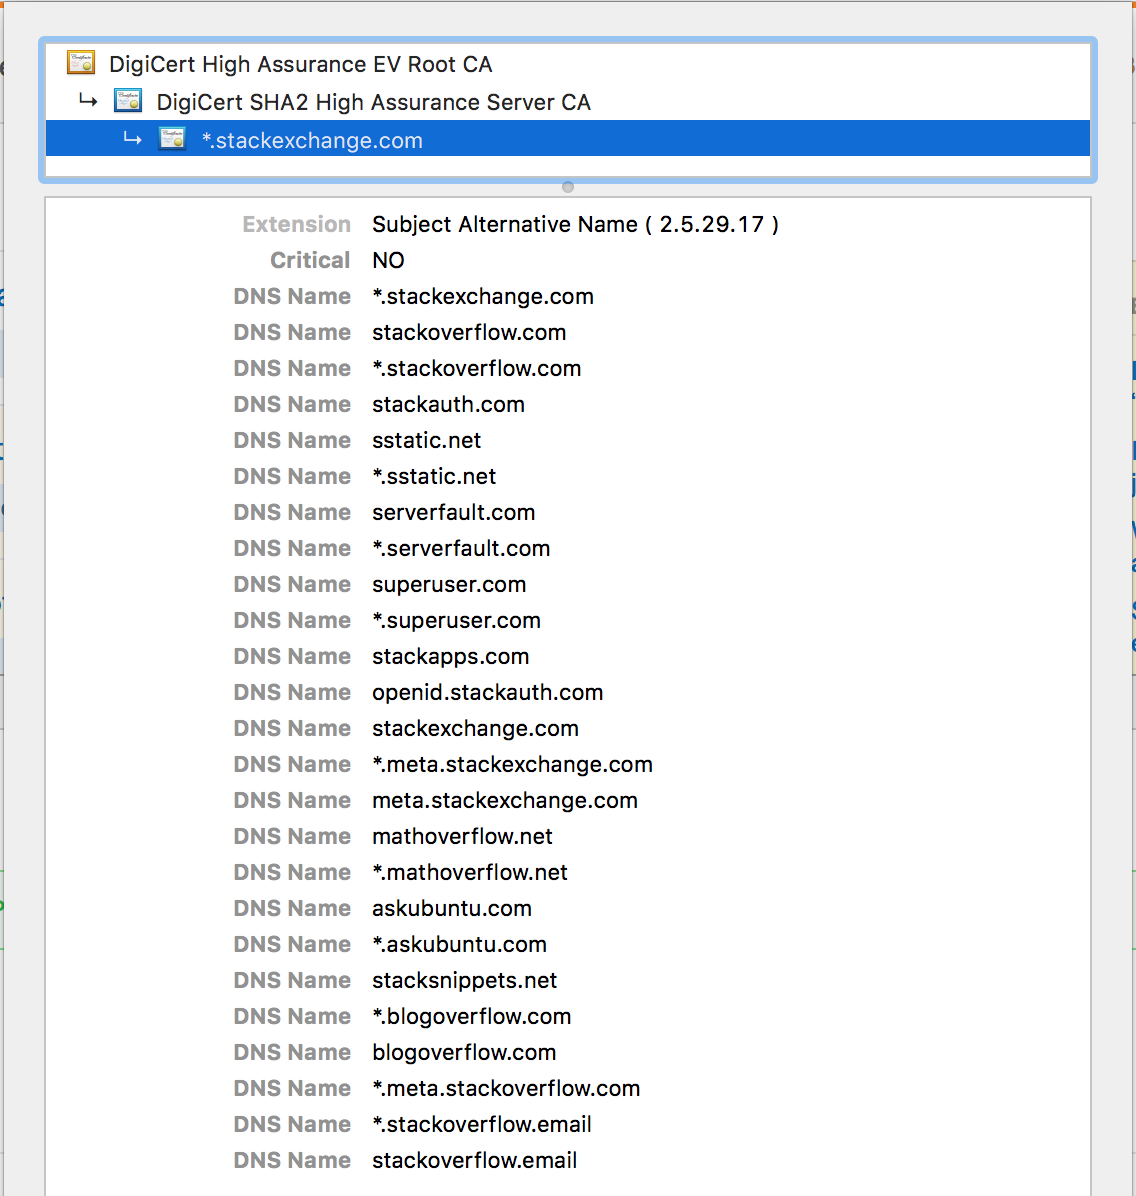 DigiCert High Assurance EV Root CA
DigiCert SHA2 High Assurance Server CA
*.stackexchange.com
Extension Subject Alternative Name ( 2.5.29.17 )
Critical NO
DNS Name *.stackexchange.com
DNS Name stackoverflow.com
DNS Name *.stackoverflow.com
DNS Name stackauth.com
DNS Name sstatic.net
DNS Name *.sstatic.net
DNS Name serverfault.com
DNS Name *.serverfault.com
DNS Name superuser.com
DNS Name *.superuser.com
DNS Name stackapps.com
DNS Name openid.stackauth.com
DNS Name stackexchange.com
DNS Name *.meta.stackexchange.com
DNS Name meta.stackexchange.com
DNS Name mathoverflow.net
DNS Name *.mathoverflow.net
DNS Name askubuntu.com
DNS Name *.askubuntu.com
DNS Name stacksnippets.net
DNS Name *.blogoverflow.com
DNS Name blogoverflow.com
DNS Name *.meta.stackoverflow.com
DNS Name *.stackoverflow.email
DNS Name stackoverflow.email